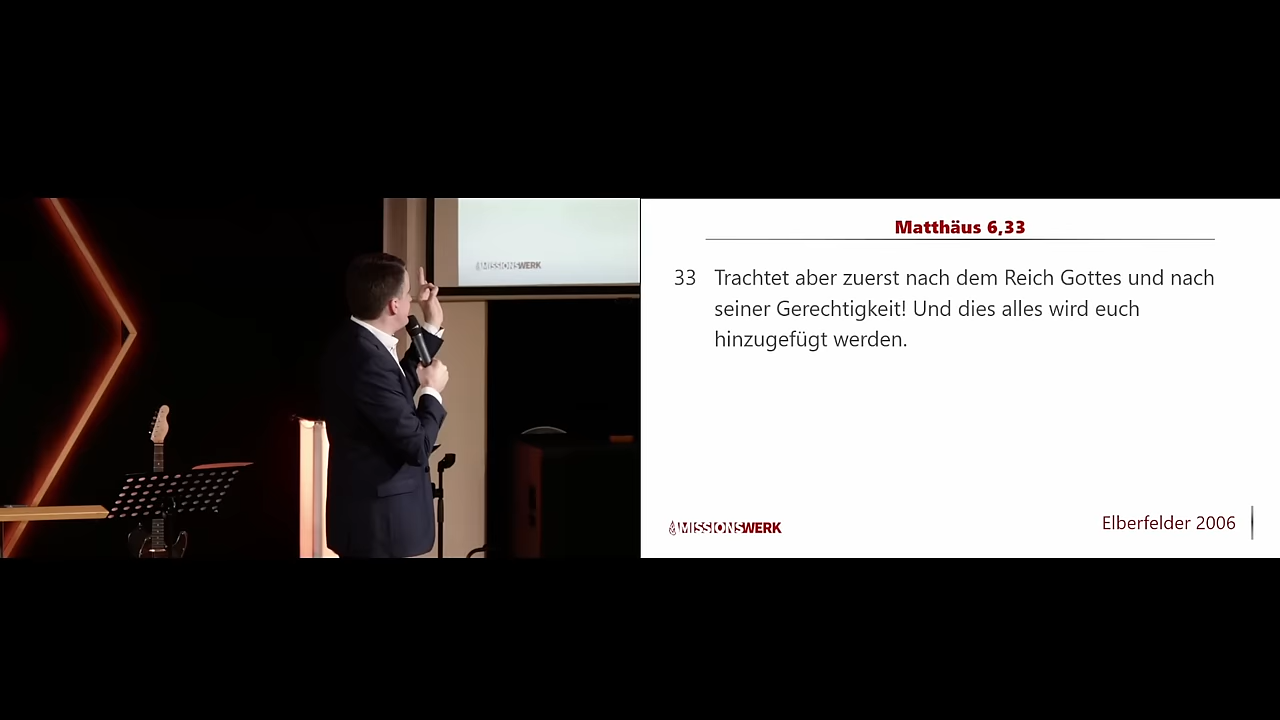 MISSIONSWERK
Matthäus 6,33
33 Trachtet aber zuerst nach dem Reich Gottes und nach
seiner Gerechtigkeit! Und dies alles wird euch
hinzugefügt werden.
MISSIONSWERK
Elberfelder 2006